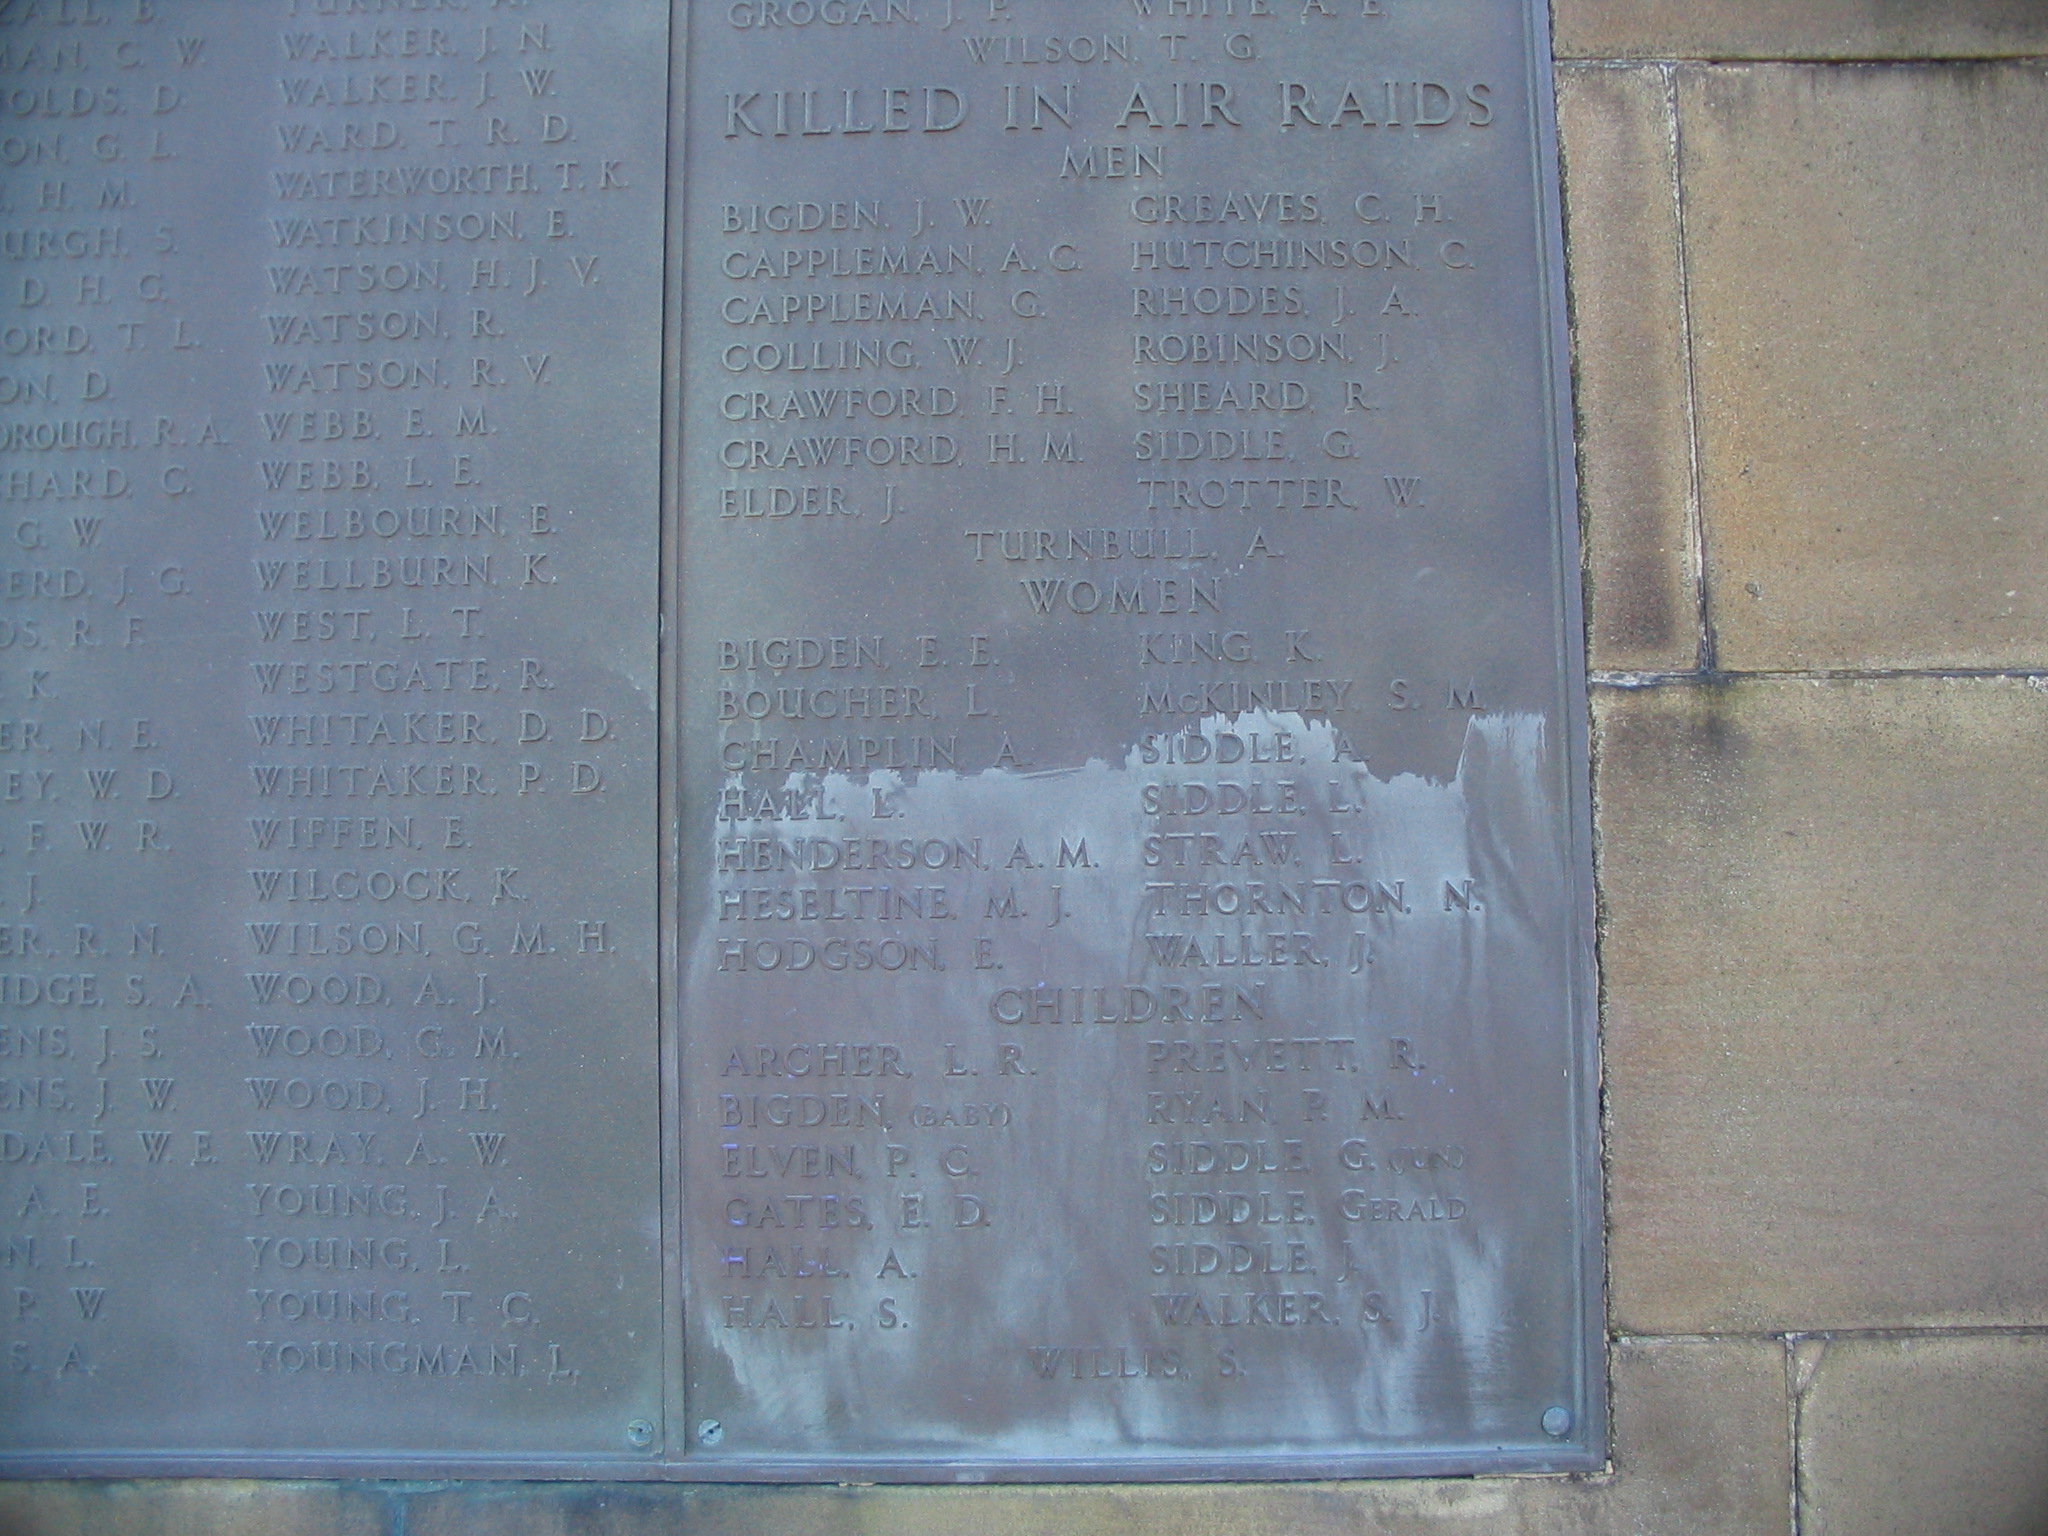 TURNER, A.
C. W.
WALKER, J. N.
D.
WALKER, J. W.
G. L.
WARD, T. R. D.
H. M.
WATERWORTH, T. K.
S.
WATKINSON, E.
D. H. G.
WATSON, H. J. V.
T. L.
WATSON, R.
D.
WATSON, R. V.
R. A.
WEBB, E. M.
C.
WEBB, L. E.
G. W.
WELBOURN, E.
J. G.
WELLBURN, K.
R. F.
WEST, L. T.
K.
WESTGATE, R.
N. E.
WHITAKER, D. D.
W. D.
WHITAKER, P. D.
F. W. R.
WIFFEN, E.
J.
WILCOCK, K.
R. N.
WILSON, G. M. H.
S. A.
WOOD, A. J.
J. S.
WOOD, G. M.
J. W.
WOOD, J. H.
W. E.
WRAY, A. W.
A. E.
YOUNG, J. A.
L.
YOUNG, L.
P. W.
YOUNG, T. C.
S. A.
YOUNGMAN, L.
GROGAN, J. P. WHITE, A. E.
WILSON, T. G.
KILLED IN AIR RAIDS
MEN
BIGDEN, J. W. GREAVES, C. H.
CAPPLEMAN, A. C. HUTCHINSON, C.
CAPPLEMAN, G. RHODES, J. A.
COLLING, W. J. ROBINSON, J.
CRAWFORD, F. H. SHEARD, R.
CRAWFORD, H. M. SIDDLE, G.
ELDER, J. TROTTER, W.
TURNBULL, A.
WOMEN
BIGDEN, E. E. KING, K.
BOUCHER, L. McKINLEY, S. M.
CHAMPLIN, A. SIDDLE, A.
HALL, L. SIDDLE, L.
HENDERSON, A. M. STRAW, L.
HESELTINE, M. J. THORNTON, N.
HODGSON, E. WALLER, J.
CHILDREN
ARCHER, L. R. PREVETT, R.
BIGDEN, (BABY) RYAN, P. M.
ELVEN, P. C. SIDDLE, G. (JUN)
GATES, E. D. SIDDLE, GERALD
HALL, A. SIDDLE, J.
HALL, S. WALKER, S. J.
WILLIS, S.